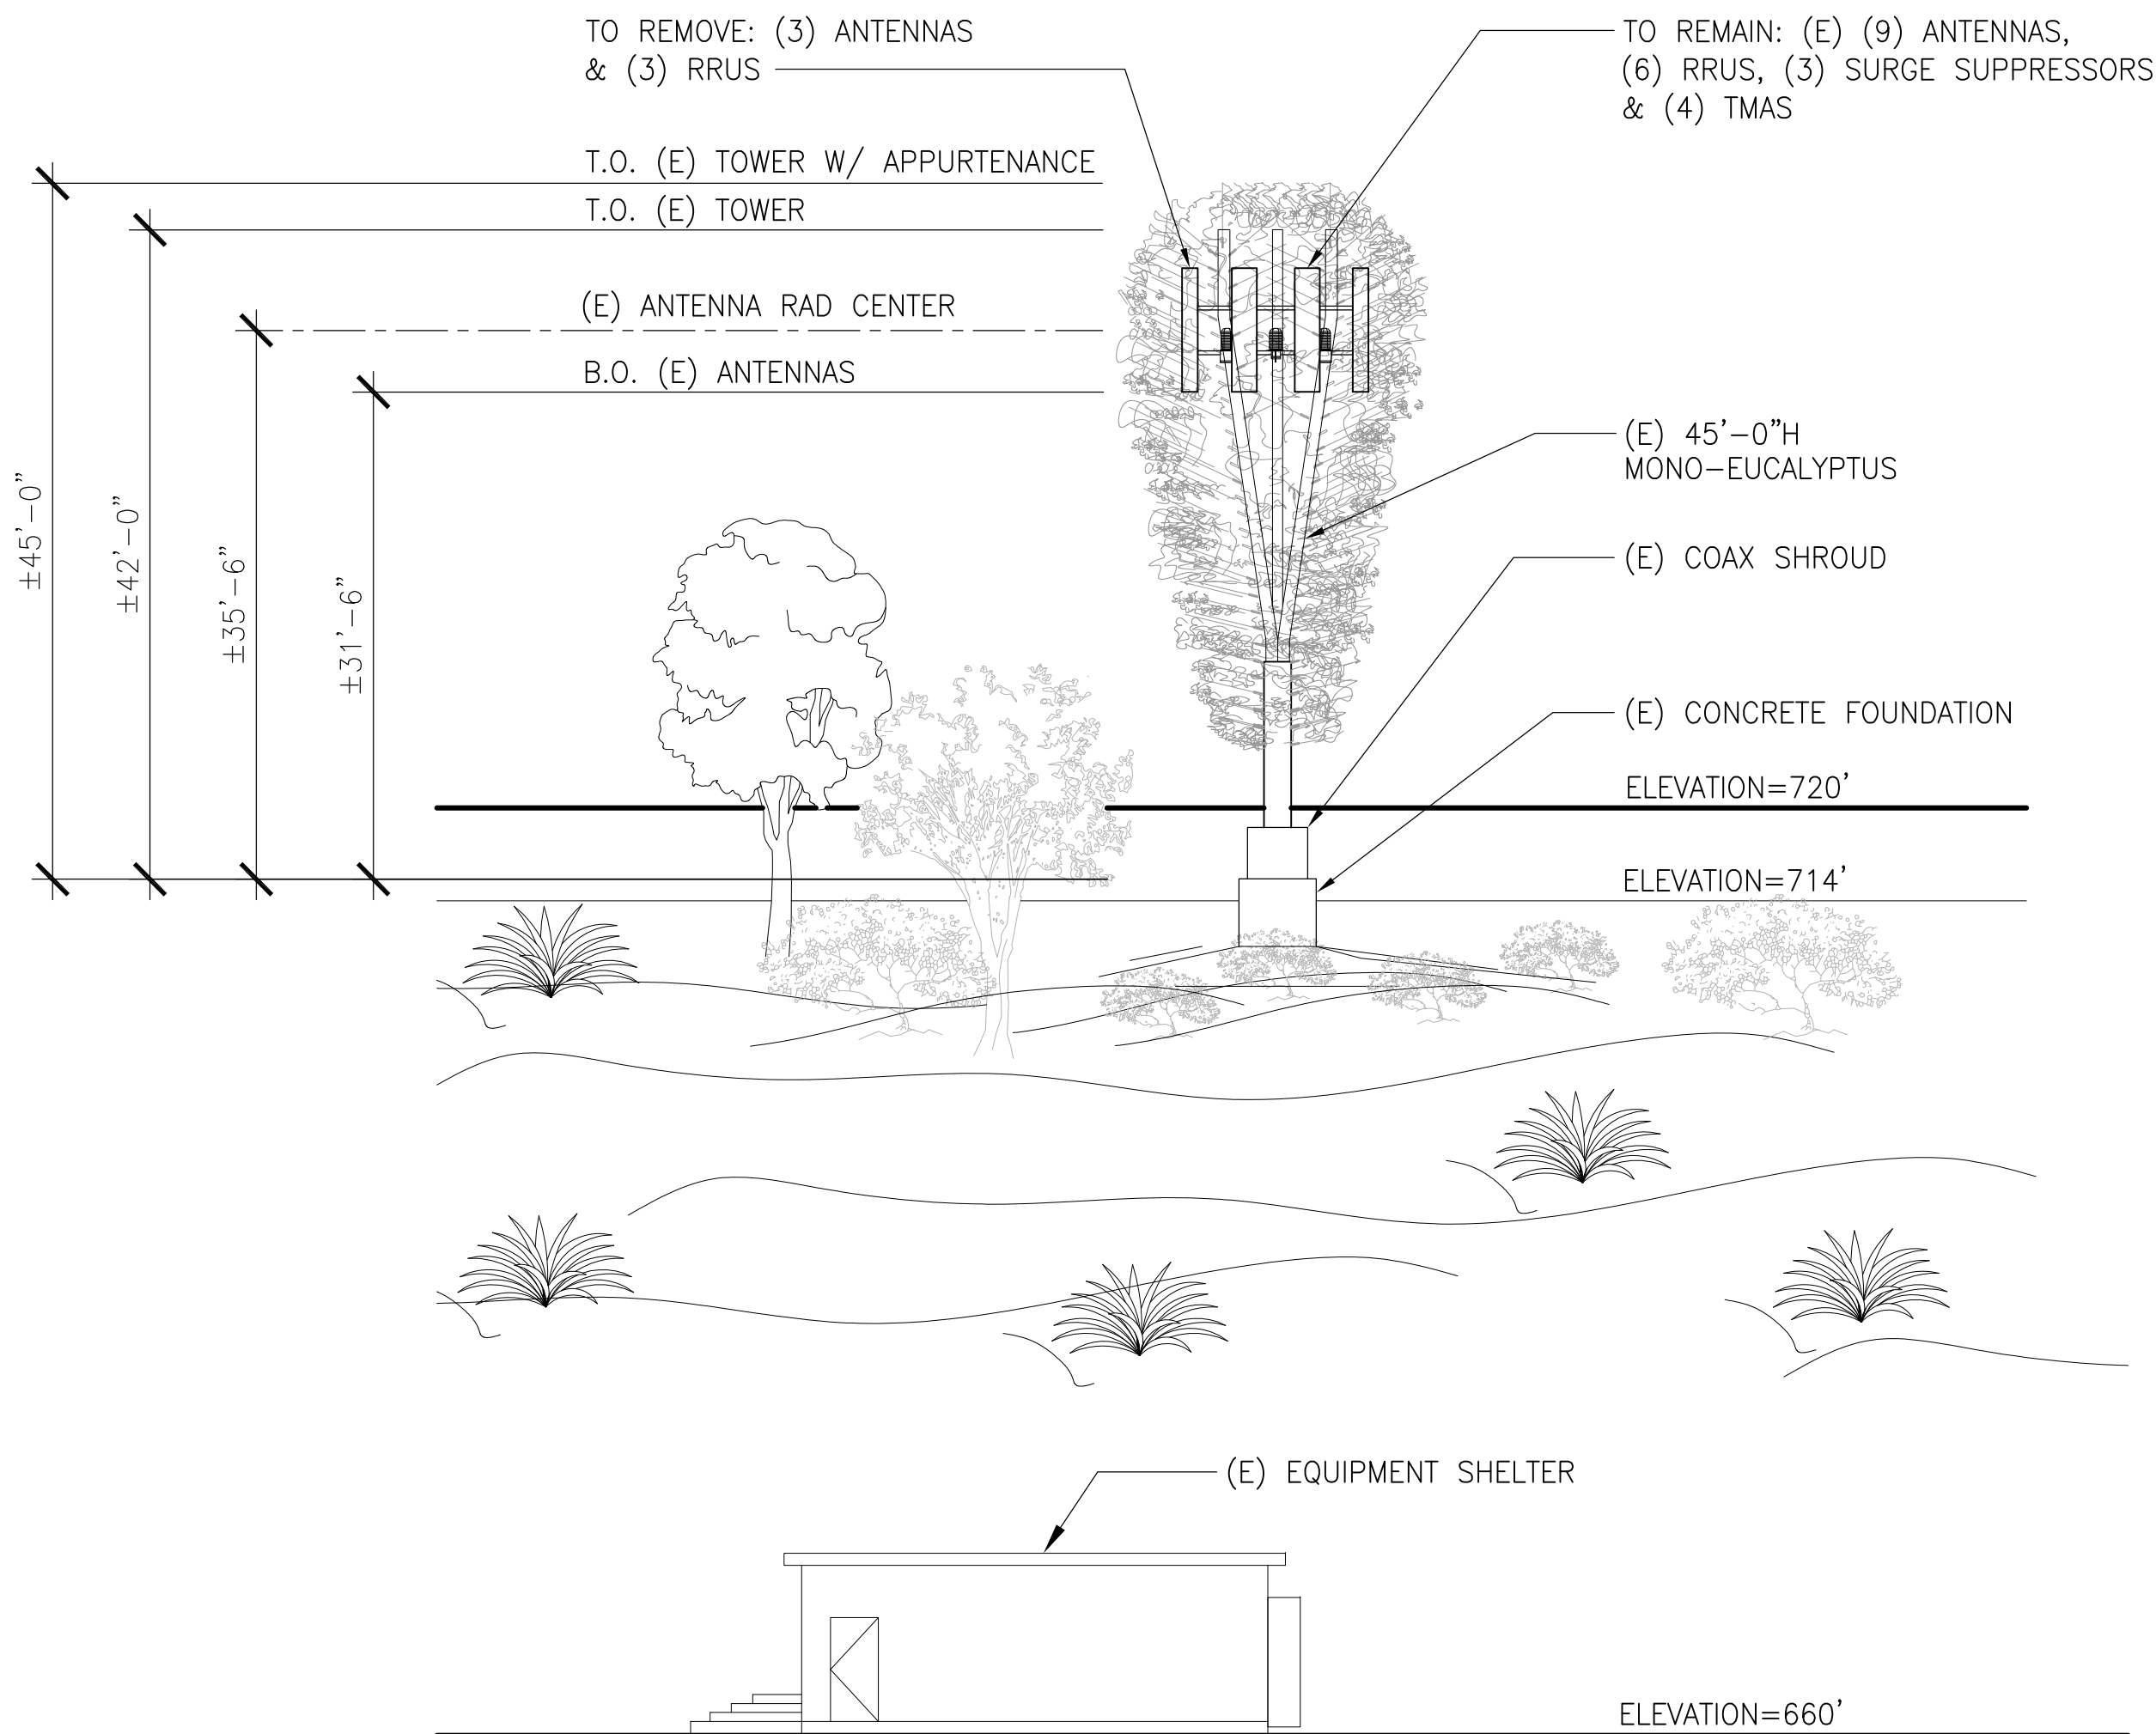 TO REMOVE: (3) ANTENNAS
& (3) RRUS
TO REMAIN: (E) (9) ANTENNAS,
(6) RRUS, (3) SURGE SUPPRESSORS
& (4) TMAS
T.O. (E) TOWER W/ APPURTENANCE
T.O. (E) TOWER
(E) ANTENNA RAD CENTER
B.O. (E) ANTENNAS
±45'-0"
±42'-0"
±35'-6"
±31'-6"
(E) 45'-0"H
MONO-EUCALYPTUS
(E) COAX SHROUD
(E) CONCRETE FOUNDATION
ELEVATION=720'
ELEVATION=714'
(E) EQUIPMENT SHELTER
ELEVATION=660'